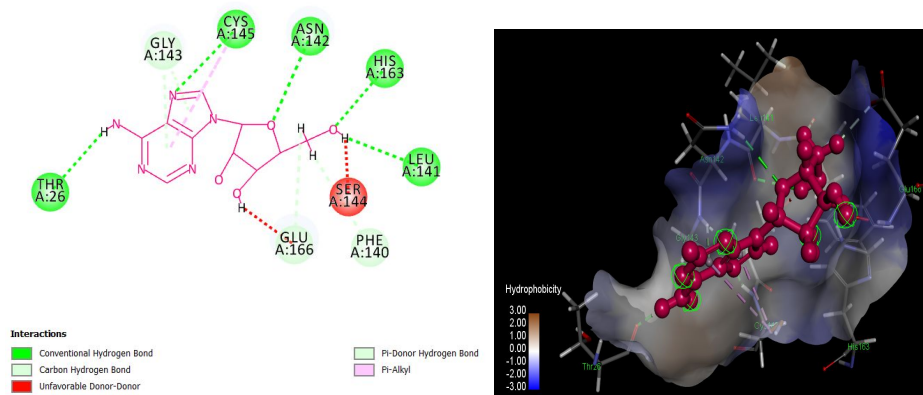 CYS
A:145
ASN
A:142
GLY
A:143
HIS
A:163
N
N
O
O
H
H
N
H
N
N
H
LEU
A:141
THR
A:26
O
O
H
SER
A:144
GLU
A:166
PHE
A:140
Interactions
Conventional Hydrogen Bond
Carbon Hydrogen Bond
Unfavorable Donor-Donor
Pi-Donor Hydrogen Bond
Pi-Alkyl
Asn142
Glu166
Hydrophobicity
3.00
2.00
1.00
0.00
-1.00
-2.00
-3.00
Thr26
His163